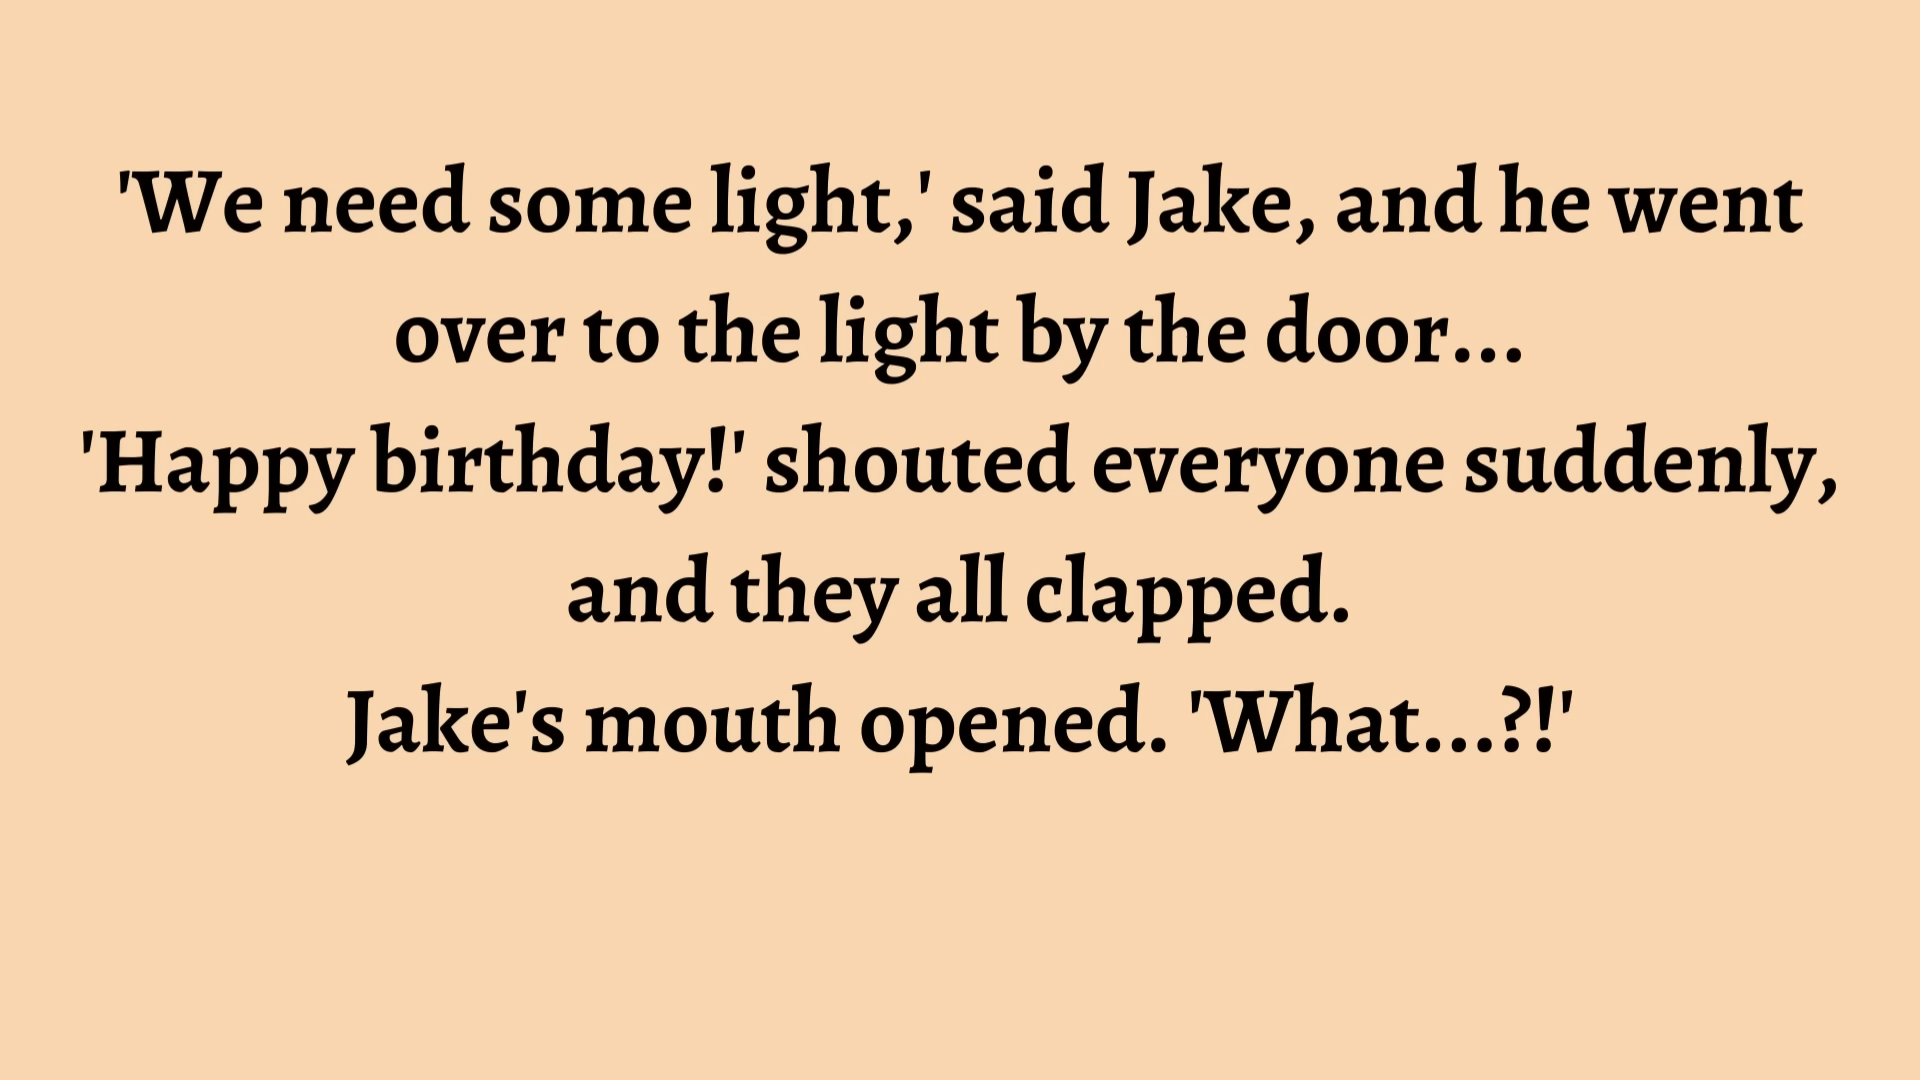 'We need some light,' said Jake, and he went
over to the light by the door...
'Happy birthday!' shouted everyone suddenly,
and they all clapped.
Jake's mouth opened. 'What...?!'